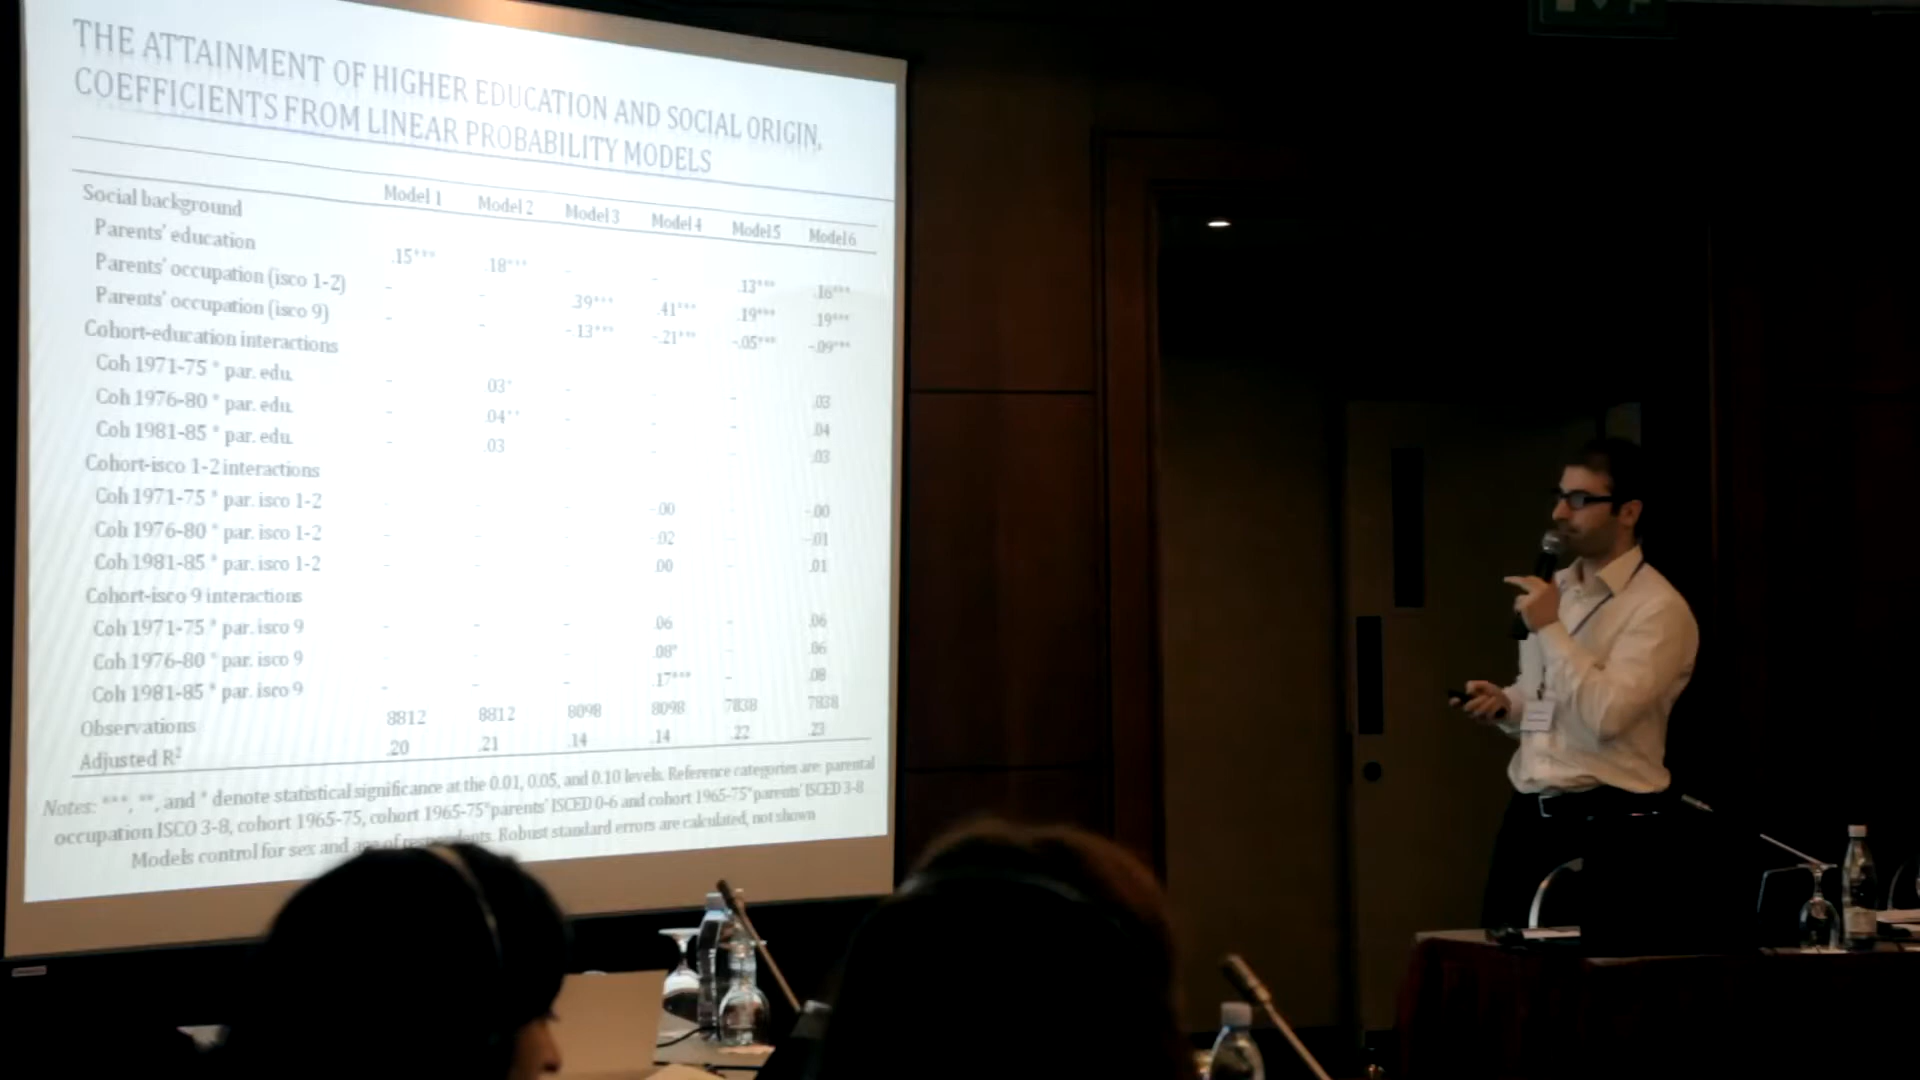 THE ATTAINMENT OF HIGHER EDUCATION AND SOCIAL ORIGIN,
COEFFICIENTS FROM LINEAR PROBABILITY MODELS
Model 1 Model 2 Model 3 Model 4 Model 5 Model 6
Social background
Parents' education .15*** .18*** - - .13*** .16***
Parents' occupation (isco 1-2) - - .39*** .41*** .19*** .19***
Parents' occupation (isco 9) - - -.13*** -.21*** -.05*** -.09***
Cohort-education interactions
Coh 1971-75 * par. edu. - .03* - - - .03
Coh 1976-80 * par. edu. - .04** - - - .04
Coh 1981-85 * par. edu. - .03 - - - .03
Cohort-isco 1-2 interactions
Coh 1971-75 * par. isco 1-2 - - - -.00 - -.00
Coh 1976-80 * par. isco 1-2 - - - -.02 - -.01
Coh 1981-85 * par. isco 1-2 - - - .00 - .01
Cohort-isco 9 interactions
Coh 1971-75 * par. isco 9 - - - .06 - .06
Coh 1976-80 * par. isco 9 - - - .08* - .06
Coh 1981-85 * par. isco 9 - - - .17*** - .08
Observations 8812 8812 8098 8098 7838 7838
Adjusted R² .20 .21 .14 .14 .22 .23
Notes: ***, **, and * denote statistical significance at the 0.01, 0.05, and 0.10 levels. Reference categories are: parental
occupation ISCO 3-8, cohort 1965-75, cohort 1965-75*parents' ISCED 0-6 and cohort 1965-75*parents' ISCED 3-8
Models control for sex and age of respondents. Robust standard errors are calculated, not shown